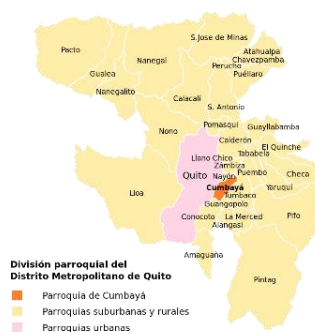 S.Jose de Minas
Pacto
Nanegal
Atahualpa
Chavezpamba
Perucho
Gualea
Puéllaro
Nanegalito
Calacalí
S. Antonio
Pomasqui
Guayllabamba
Nono
Calderón
El Quinche
Llano Chico
Tababela
Zámbiza
Quito
Nayón
Puembo
Checa
Cumbayá
Yaruquí
Lloa
Tumbaco
Guangopolo
Conocoto
La Merced
Pifo
Alangasí
Amaguaña
Pintag
División parroquial del
Distrito Metropolitano de Quito
Parroquia de Cumbayá
Parroquias suburbanas y rurales
Parroquias urbanas